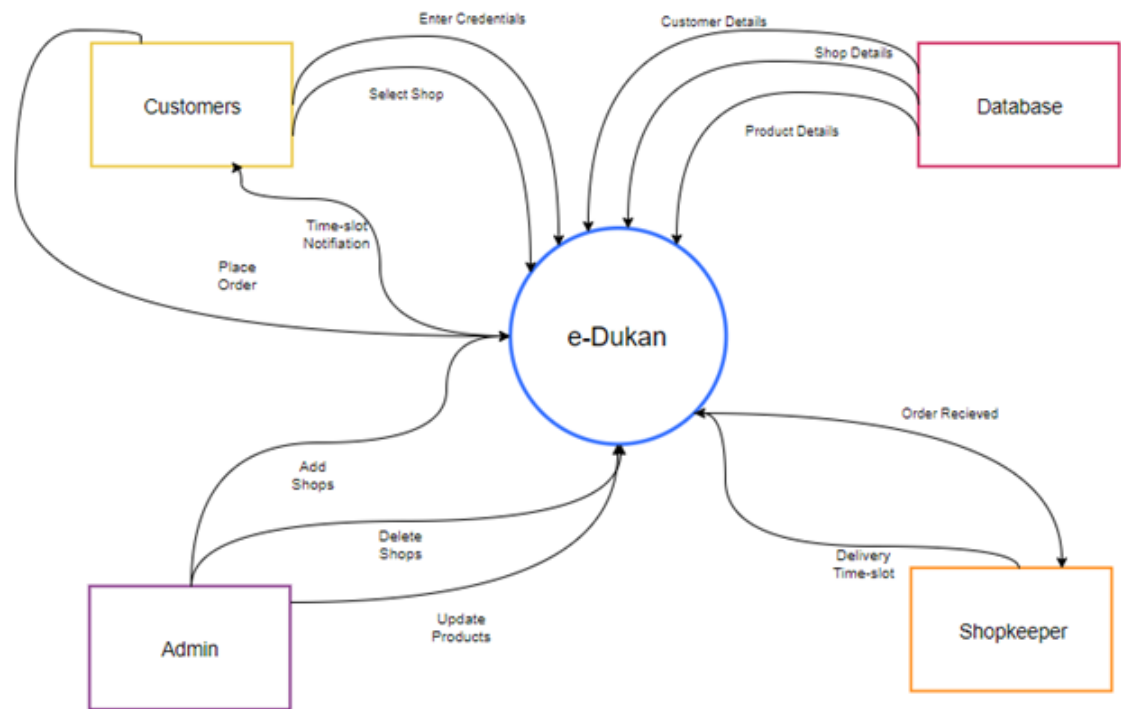 Enter Credentials
Customer Details
Shop Details
Customers
Select Shop
Database
Product Details
Time-slot
Notifiation
Place
Order
e-Dukan
Order Recieved
Add
Shops
Delete
Shops
Delivery
Time-slot
Update
Products
Shopkeeper
Admin